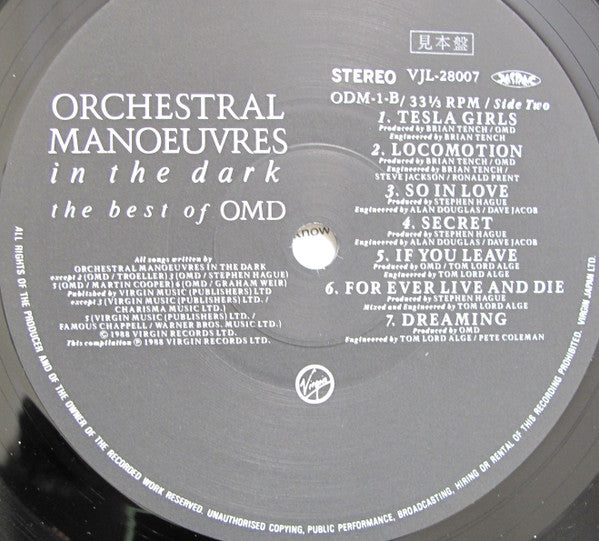 見本盤
STEREO VJL-28007 JASRAC
ODM-1-B / 33 1/3 RPM / Side Two
ORCHESTRAL
MANOEUVRES
in the dark
the best of OMD
1. TESLA GIRLS
Produced by BRIAN TENCH / OMD
Engineered by BRIAN TENCH
2. LOCOMOTION
Produced by BRIAN TENCH / OMD
Engineered by BRIAN TENCH /
STEVE JACKSON / RONALD PRENT
3. SO IN LOVE
Produced by STEPHEN HAGUE
Engineered by ALAN DOUGLAS / DAVE JACOB
4. SECRET
Produced by STEPHEN HAGUE
Engineered by ALAN DOUGLAS / DAVE JACOB
5. IF YOU LEAVE
Produced by OMD / TOM LORD ALGE
Engineered by TOM LORD ALGE
6. FOR EVER LIVE AND DIE
Produced by STEPHEN HAGUE
Mixed and Engineered by TOM LORD ALGE
7. DREAMING
Produced by OMD
Engineered by TOM LORD ALGE / PETE COLEMAN
know
All songs written by
ORCHESTRAL MANOEUVRES IN THE DARK
except 2 (OMD / TROELLER) 3 (OMD / STEPHEN HAGUE)
5 (OMD / MARTIN COOPER) 6 (OMD / GRAHAM WEIR)
Published by VIRGIN MUSIC (PUBLISHERS) LTD
except 3 (VIRGIN MUSIC (PUBLISHERS) LTD. /
CHARISMA MUSIC LTD.)
5 (VIRGIN MUSIC (PUBLISHERS) LTD. /
FAMOUS CHAPPELL / WARNER BROS. MUSIC LTD.)
© 1988 VIRGIN RECORDS LTD.
This compilation ℗ 1988 VIRGIN RECORDS LTD.
Virgin
ALL RIGHTS OF THE PRODUCER AND OF THE OWNER OF THE RECORDED WORK RESERVED. UNAUTHORISED COPYING, PUBLIC PERFORMANCE, BROADCASTING, HIRING OR RENTAL OF THIS RECORDING PROHIBITED. VIRGIN JAPAN LTD.